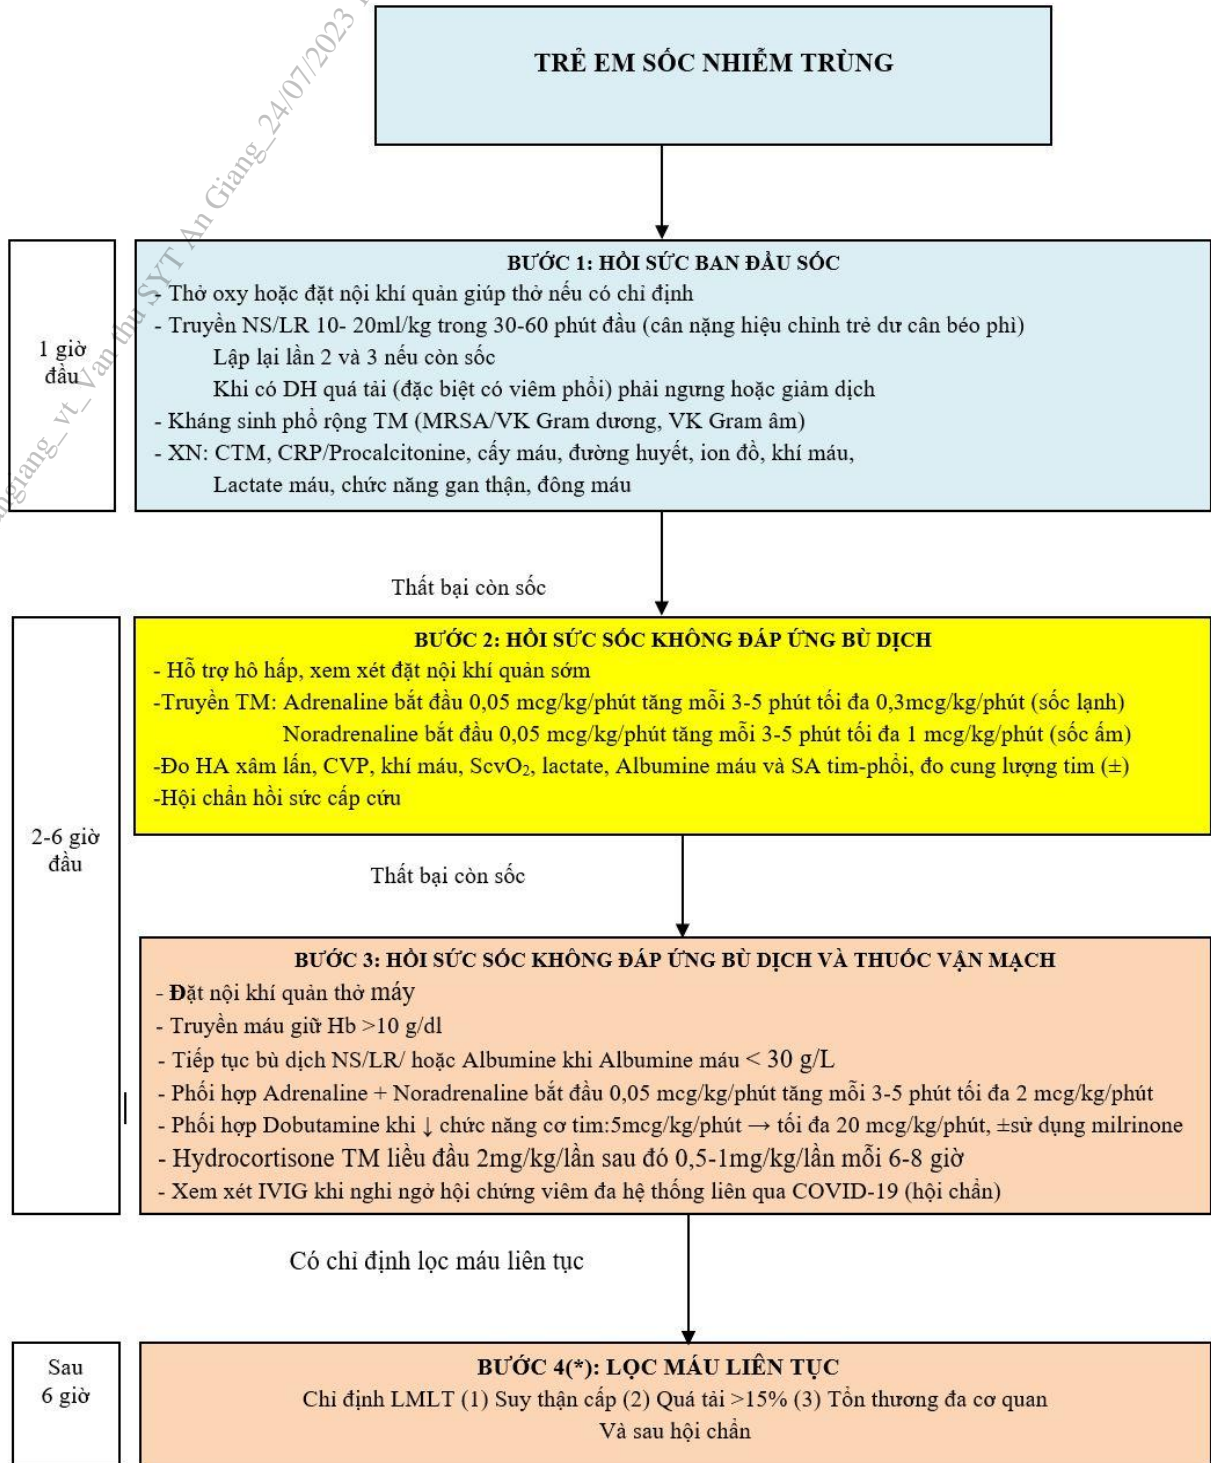 angiang_vt_Van thu SYT An Giang_24/07/2023
TRẺ EM SỐC NHIỄM TRÙNG
1 giờ
đầu
BƯỚC 1: HỒI SỨC BAN ĐẦU SỐC
- Thở oxy hoặc đặt nội khí quản giúp thở nếu có chỉ định
- Truyền NS/LR 10- 20ml/kg trong 30-60 phút đầu (cân nặng hiệu chỉnh trẻ dư cân béo phì)
Lập lại lần 2 và 3 nếu còn sốc
Khi có DH quá tải (đặc biệt có viêm phổi) phải ngưng hoặc giảm dịch
- Kháng sinh phổ rộng TM (MRSA/VK Gram dương, VK Gram âm)
- XN: CTM, CRP/Procalcitonine, cấy máu, đường huyết, ion đồ, khí máu,
Lactate máu, chức năng gan thận, đông máu
Thất bại còn sốc
2-6 giờ
đầu
BƯỚC 2: HỒI SỨC SỐC KHÔNG ĐÁP ỨNG BÙ DỊCH
- Hỗ trợ hô hấp, xem xét đặt nội khí quản sớm
-Truyền TM: Adrenaline bắt đầu 0,05 mcg/kg/phút tăng mỗi 3-5 phút tối đa 0,3mcg/kg/phút (sốc lạnh)
Noradrenaline bắt đầu 0,05 mcg/kg/phút tăng mỗi 3-5 phút tối đa 1 mcg/kg/phút (sốc ấm)
-Đo HA xâm lấn, CVP, khí máu, ScvO₂, lactate, Albumine máu và SA tim-phổi, đo cung lượng tim (±)
-Hội chẩn hồi sức cấp cứu
Thất bại còn sốc
BƯỚC 3: HỒI SỨC SỐC KHÔNG ĐÁP ỨNG BÙ DỊCH VÀ THUỐC VẬN MẠCH
- Đặt nội khí quản thở máy
- Truyền máu giữ Hb >10 g/dl
- Tiếp tục bù dịch NS/LR/ hoặc Albumine khi Albumine máu < 30 g/L
- Phối hợp Adrenaline + Noradrenaline bắt đầu 0,05 mcg/kg/phút tăng mỗi 3-5 phút tối đa 2 mcg/kg/phút
- Phối hợp Dobutamine khi ↓ chức năng cơ tim:5mcg/kg/phút → tối đa 20 mcg/kg/phút, ±sử dụng milrinone
- Hydrocortisone TM liều đầu 2mg/kg/lần sau đó 0,5-1mg/kg/lần mỗi 6-8 giờ
- Xem xét IVIG khi nghi ngờ hội chứng viêm đa hệ thống liên qua COVID-19 (hội chẩn)
Có chỉ định lọc máu liên tục
Sau
6 giờ
BƯỚC 4(*): LỌC MÁU LIÊN TỤC
Chỉ định LMLT (1) Suy thận cấp (2) Quá tải >15% (3) Tổn thương đa cơ quan
Và sau hội chẩn